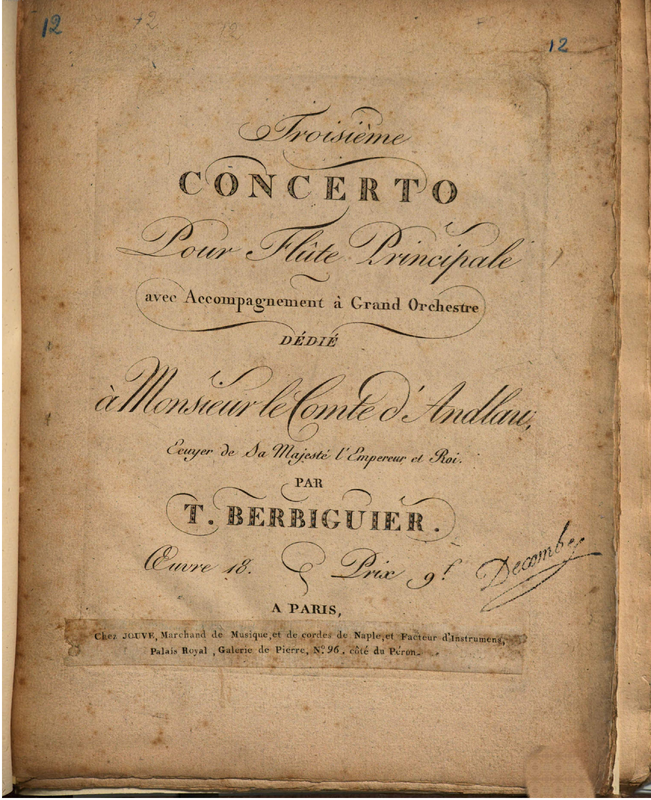 12
12
Troisième
CONCERTO
Pour Flûte Principale
avec Accompagnement à Grand Orchestre
DÉDIÉ
à Monsieur le Comte d'Andlau,
Ecuyer de Sa Majesté l'Empereur et Roi.
PAR
T. BERBIGUIER.
Œuvre 18. Prix 9f
A PARIS,
Chez JOUVE, Marchand de Musique, et de cordes de Naple, et Facteur d'Instrumens,
Palais Royal, Galerie de Pierre, No. 96, côté du Péron.